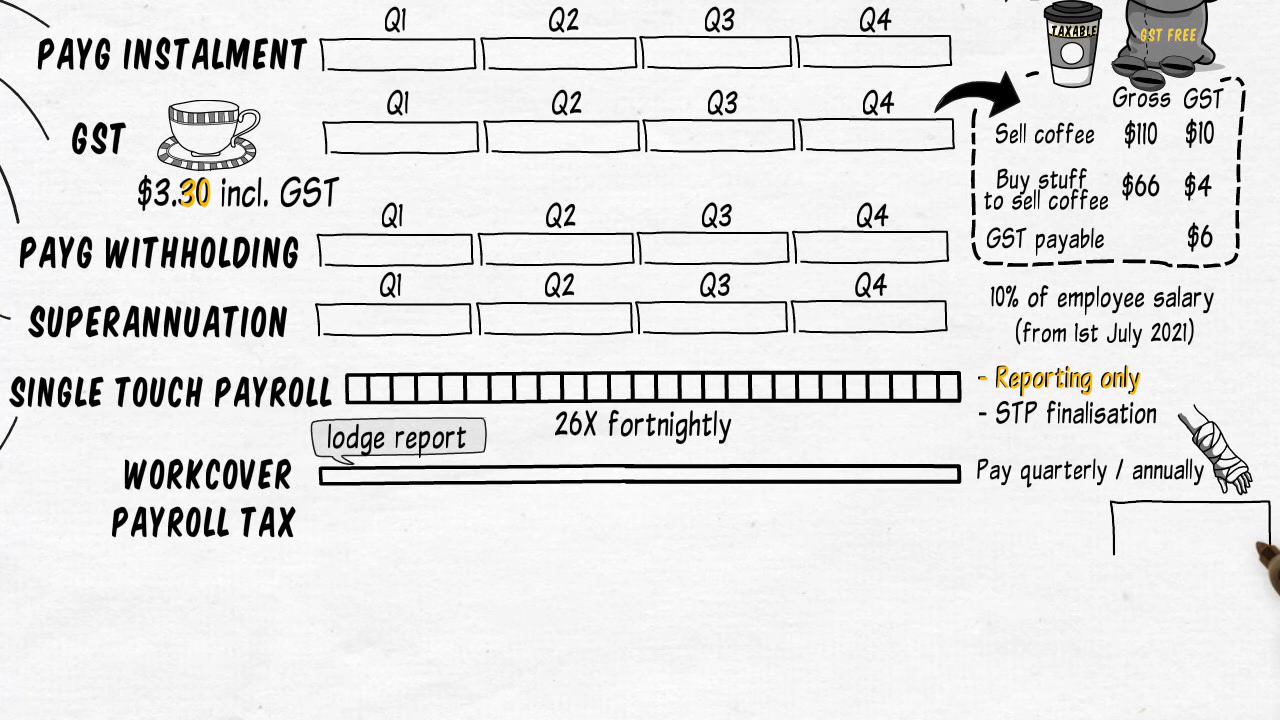 Q1 Q2 Q3 Q4
PAYG INSTALMENT
TAXABLE
GST FREE
Q1 Q2 Q3 Q4
GST
$3.30 incl. GST
Gross GST
Sell coffee $110 $10
Buy stuff
to sell coffee $66 $4
GST payable $6
Q1 Q2 Q3 Q4
PAYG WITHHOLDING
Q1 Q2 Q3 Q4
SUPERANNUATION
10% of employee salary
(from 1st July 2021)
SINGLE TOUCH PAYROLL
26X fortnightly
- Reporting only
- STP finalisation
lodge report
WORKCOVER
Pay quarterly / annually
PAYROLL TAX